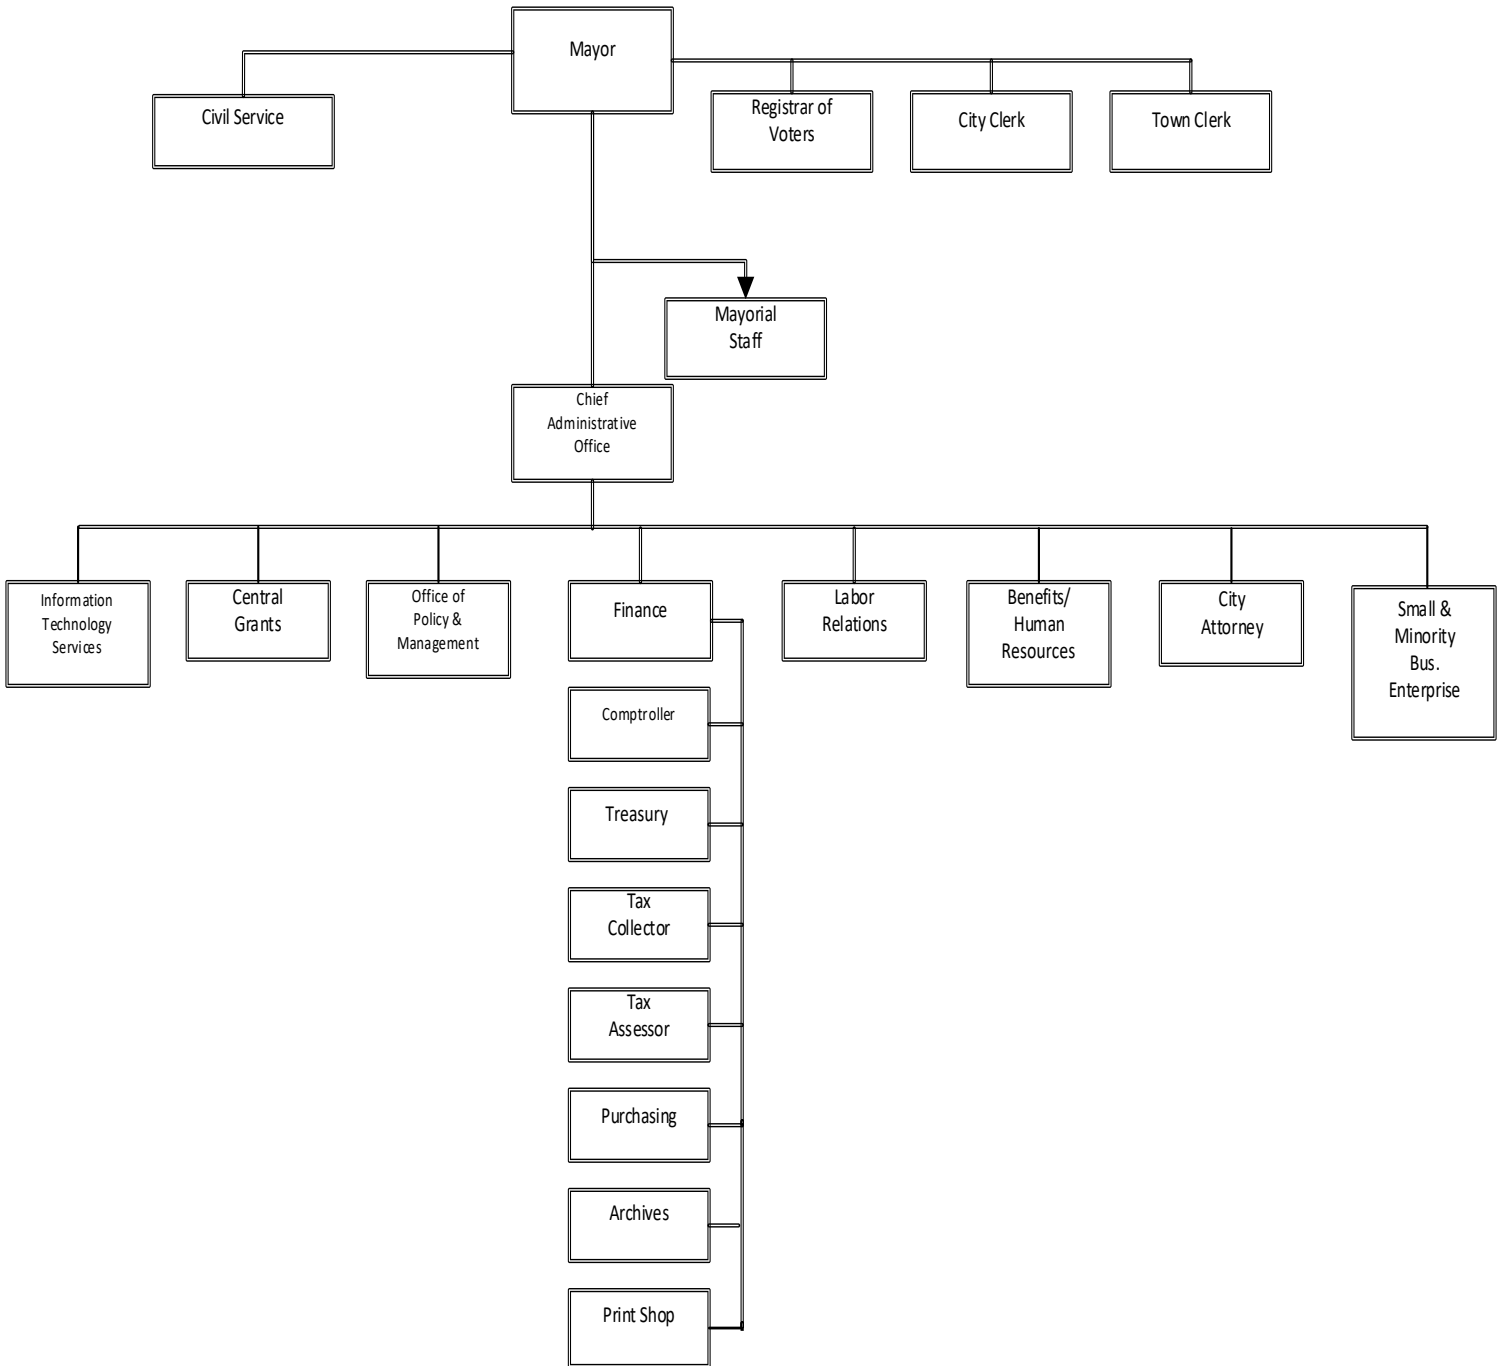 Mayor
Civil Service
Registrar of
Voters
City Clerk
Town Clerk
Mayorial
Staff
Chief
Administrative
Office
Information
Technology
Services
Central
Grants
Office of
Policy &
Management
Finance
Labor
Relations
Benefits/
Human
Resources
City
Attorney
Small &
Minority
Bus.
Enterprise
Comptroller
Treasury
Tax
Collector
Tax
Assessor
Purchasing
Archives
Print Shop